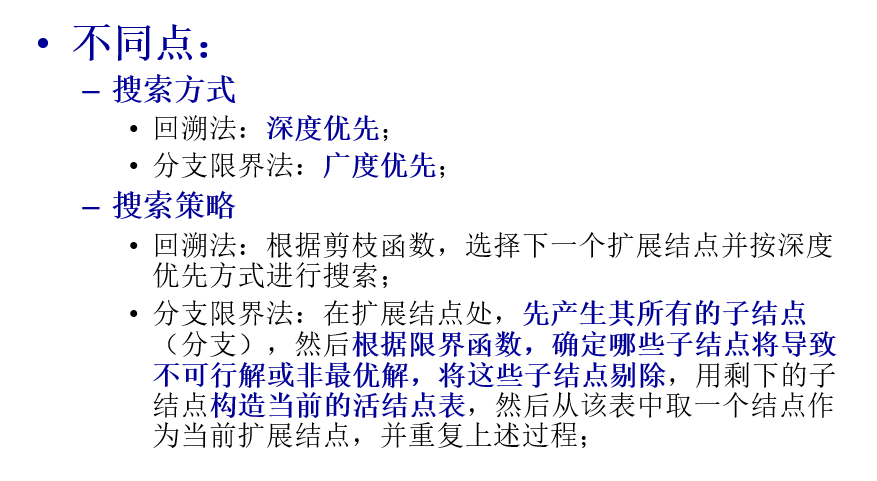 • 不同点：
– 搜索方式
• 回溯法：深度优先；
• 分支限界法：广度优先；
– 搜索策略
• 回溯法：根据剪枝函数，选择下一个扩展结点并按深度
优先方式进行搜索；
• 分支限界法：在扩展结点处，先产生其所有的子结点
（分支），然后根据限界函数，确定哪些子结点将导致
不可行解或非最优解，将这些子结点剔除，用剩下的子
结点构造当前的活结点表，然后从该表中取一个结点作
为当前扩展结点，并重复上述过程；